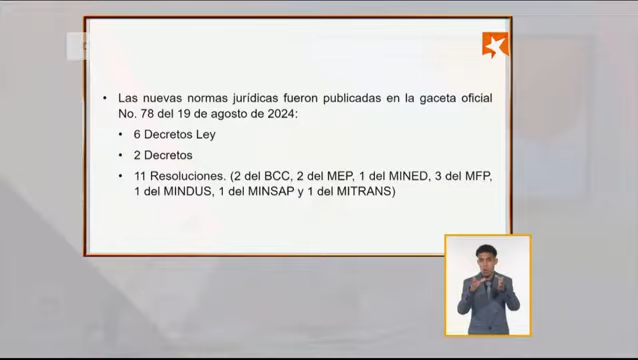 • Las nuevas normas jurídicas fueron publicadas en la gaceta oficial
No. 78 del 19 de agosto de 2024:
• 6 Decretos Ley
• 2 Decretos
• 11 Resoluciones. (2 del BCC, 2 del MEP, 1 del MINED, 3 del MFP,
1 del MINDUS, 1 del MINSAP y 1 del MITRANS)